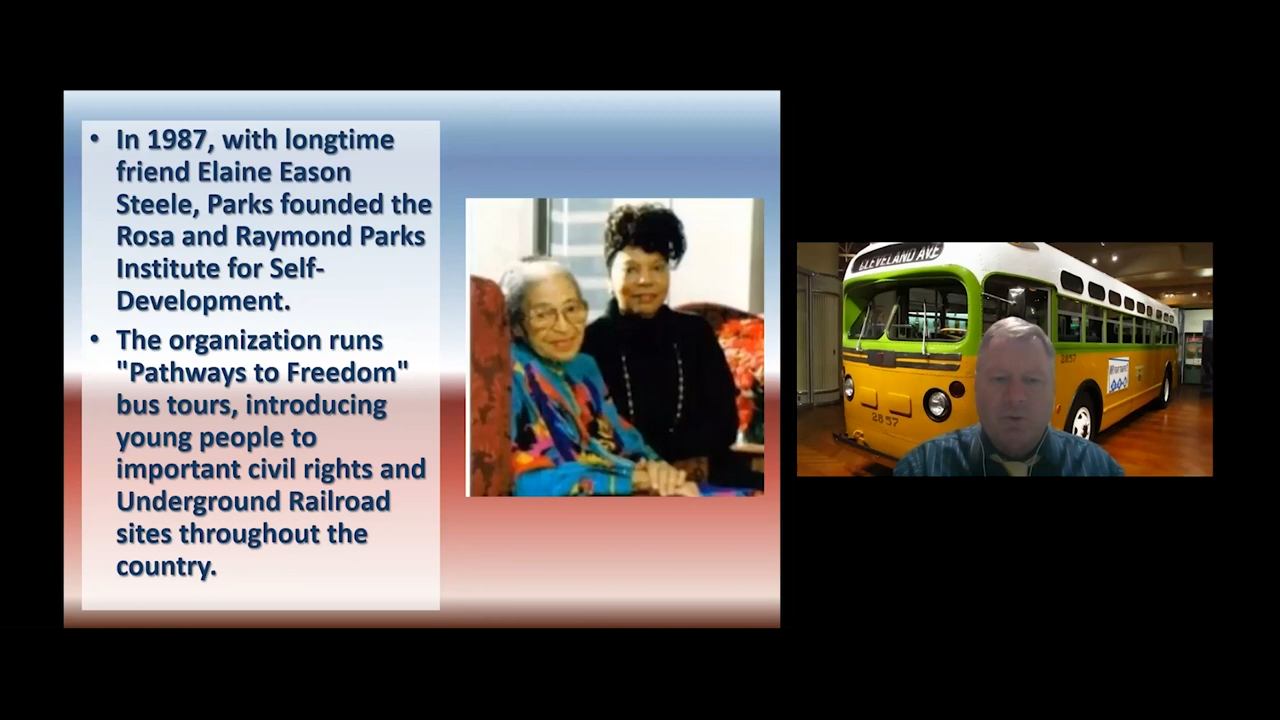 • In 1987, with longtime
friend Elaine Eason
Steele, Parks founded the
Rosa and Raymond Parks
Institute for Self-
Development.
• The organization runs
"Pathways to Freedom"
bus tours, introducing
young people to
important civil rights and
Underground Railroad
sites throughout the
country.
CLEVELAND AVE
2857
2857